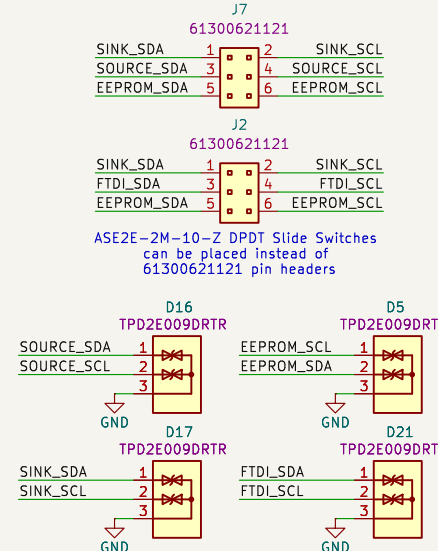 J7
61300621121
SINK_SDA 1 2 SINK_SCL
SOURCE_SDA 3 4 SOURCE_SCL
EEPROM_SDA 5 6 EEPROM_SCL
J2
61300621121
SINK_SDA 1 2 SINK_SCL
FTDI_SDA 3 4 FTDI_SCL
EEPROM_SDA 5 6 EEPROM_SCL
ASE2E-2M-10-Z DPDT Slide Switches
can be placed instead of
61300621121 pin headers
D16
TPD2E009DRTR
SOURCE_SDA 1
SOURCE_SCL 2
3
GND
D5
TPD2E009DRT
EEPROM_SCL 1
EEPROM_SDA 2
3
GND
D17
TPD2E009DRTR
SINK_SDA 1
SINK_SCL 2
3
GND
D21
TPD2E009DRT
FTDI_SDA 1
FTDI_SCL 2
3
GND